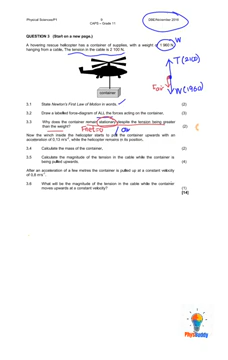 Physical Sciences/P1
9
CAPS – Grade 11
DBE/November 2016
QUESTION 3 (Start on a new page.)
W
A hovering rescue helicopter has a container of supplies, with a weight of 1 960 N,
hanging from a cable. The tension in the cable is 2 100 N.
T (2100)
Fair
W (1960)
container
3.1 State Newton's First Law of Motion in words. (2)
3.2 Draw a labelled force-diagram of ALL the forces acting on the container. (3)
3.3 Why does the container remain stationary despite the tension being greater
than the weight? (2)
Now the winch inside the helicopter starts to pull the container upwards with an
acceleration of 0,13 m·s⁻², while the helicopter remains in its position.
3.4 Calculate the mass of the container. (2)
3.5 Calculate the magnitude of the tension in the cable while the container is
being pulled upwards. (4)
After an acceleration of a few metres the container is pulled up at a constant velocity
of 0,8 m·s⁻¹.
3.6 What will be the magnitude of the tension in the cable while the container
moves upwards at a constant velocity? (1)
[14]
PhysBuddy